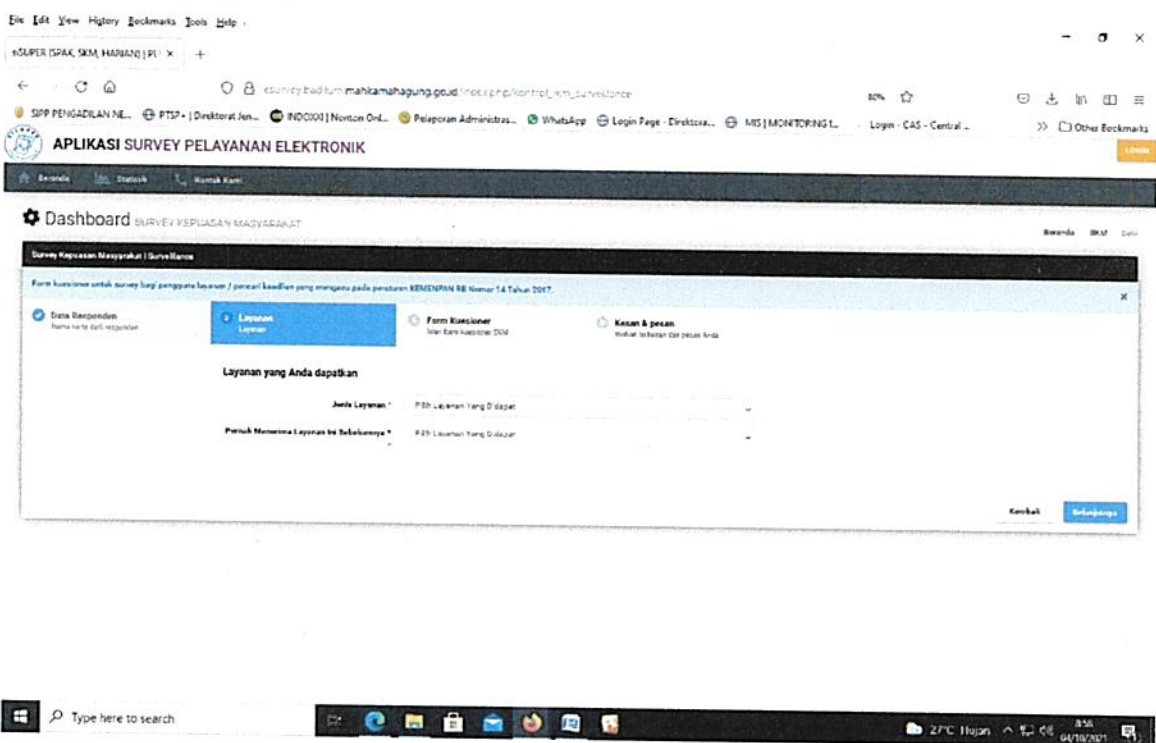 File Edit View History Bookmarks Tools Help
eSUPER (SPAK, SKM, HARIAN) | PE
80%
SIPP PENGADILAN NE... PTSP+ | Direktorat Jen... INDOXXI | Nonton Onl... Pelaporan Administras... WhatsApp Login Page - Direktora... MIS | MONITORING t... Login - CAS - Central ... Other Bookmarks
APLIKASI SURVEY PELAYANAN ELEKTRONIK
LOGIN
Beranda Statistik Kontak Kami
Dashboard SURVEY KEPUASAN MASYARAKAT
Beranda SKM
Survey Kepuasan Masyarakat | Surveillance
Form kuesioner untuk survey bagi pengguna layanan / pencari keadilan yang mengacu pada peraturan KEMENPAN RB Nomor 14 Tahun 2017.
Data Responden Layanan Form Kuesioner Kesan & pesan
Layanan
Layanan yang Anda dapatkan
Jenis Layanan * Pilih Layanan Yang Didapat
Pernah Menerima Layanan Ini Sebelumnya * Pilih Layanan Yang Didapat
Kembali Selanjutnya
Type here to search
27°C Hujan
8:58
04/10/2021